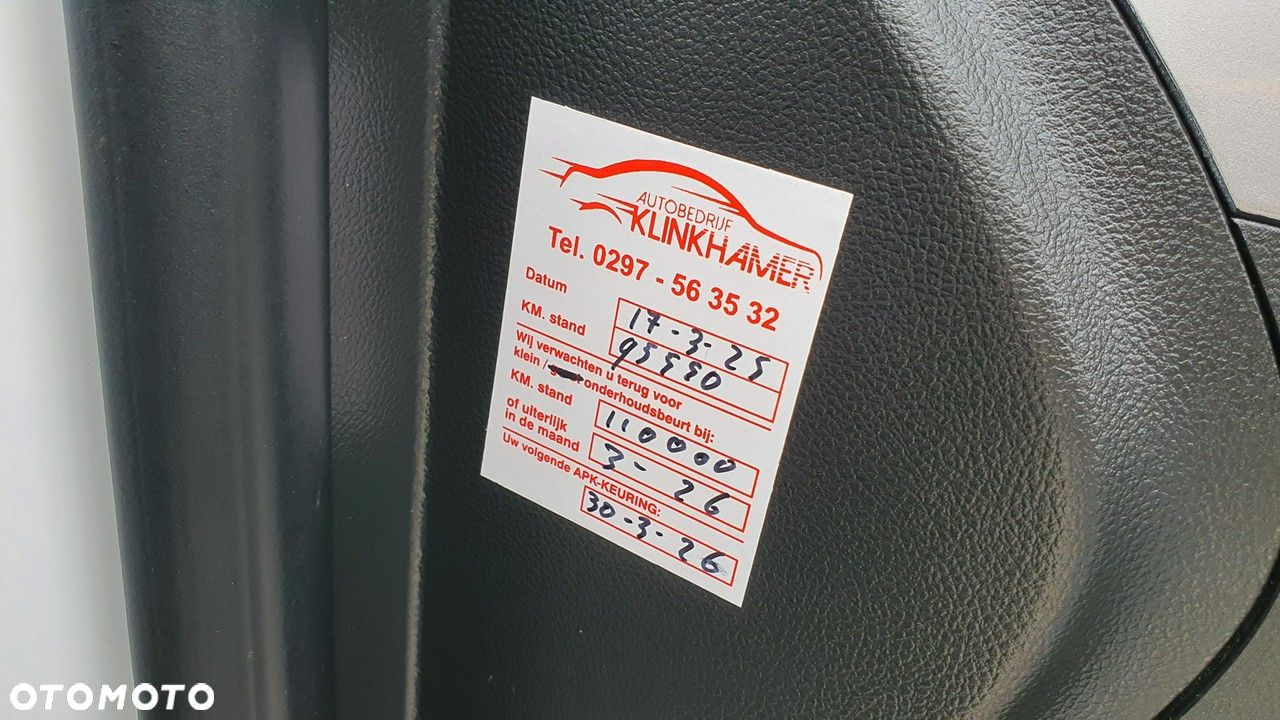 AUTOBEDRIJF
KLINKHAMER
Tel. 0297 - 56 35 32
Datum 17-3-25
KM. stand 95550
Wij verwachten u terug voor
klein / onderhoudsbeurt bij:
KM. stand 110000
of uiterlijk
in de maand 3-26
Uw volgende APK-KEURING:
30-3-26
OTOMOTO